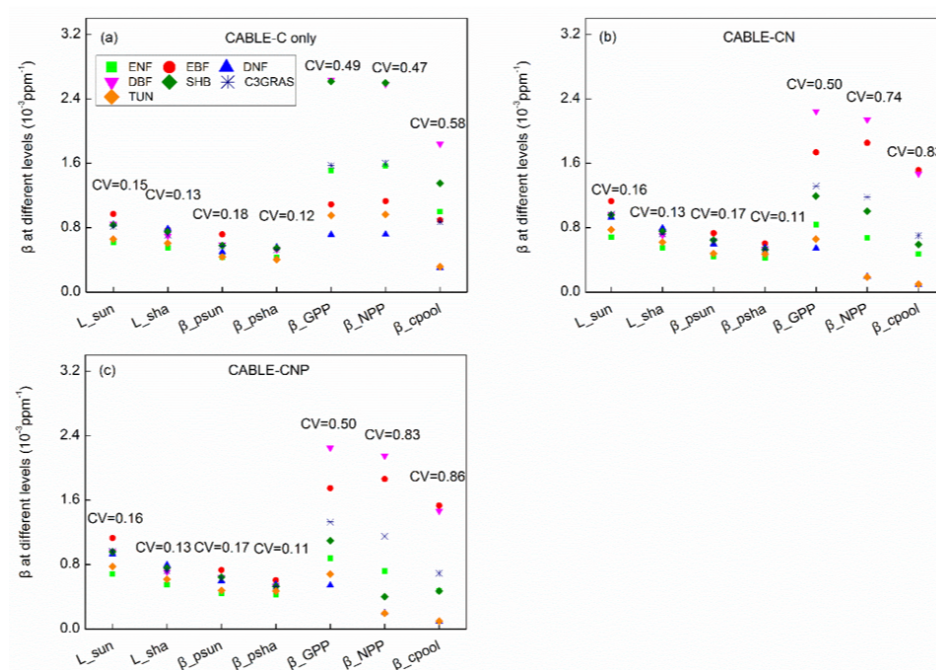 (a) CABLE-C only
ENF EBF DNF
DBF SHB C3GRAS
TUN
CV=0.15
CV=0.13
CV=0.18
CV=0.12
CV=0.49
CV=0.47
CV=0.58
β at different levels (10⁻³ppm⁻¹)
3.2
2.4
1.6
0.8
0.0
L_sun
L_sha
β_psun
β_psha
β_GPP
β_NPP
β_cpool
(b) CABLE-CN
CV=0.16
CV=0.13
CV=0.17
CV=0.11
CV=0.50
CV=0.74
CV=0.83
β at different levels (10⁻³ppm⁻¹)
3.2
2.4
1.6
0.8
0.0
L_sun
L_sha
β_psun
β_psha
β_GPP
β_NPP
β_cpool
(c) CABLE-CNP
CV=0.16
CV=0.13
CV=0.17
CV=0.11
CV=0.50
CV=0.83
CV=0.86
β at different levels (10⁻³ppm⁻¹)
3.2
2.4
1.6
0.8
0.0
L_sun
L_sha
β_psun
β_psha
β_GPP
β_NPP
β_cpool